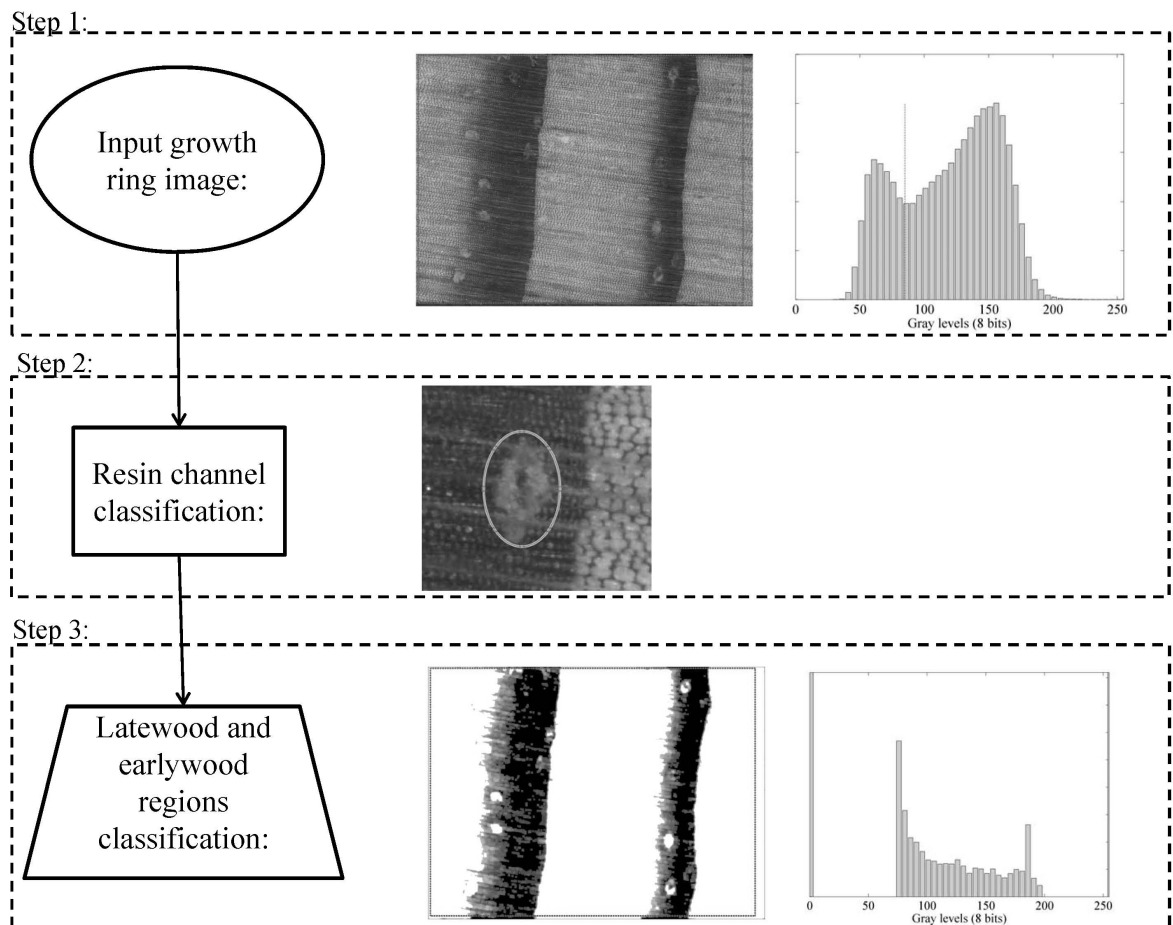 Step 1:
Input growth
ring image:
0 50 100 150 200 250
Gray levels (8 bits)
Step 2:
Resin channel
classification:
Step 3:
Latewood and
earlywood
regions
classification:
0 50 100 150 200 250
Gray levels (8 bits)